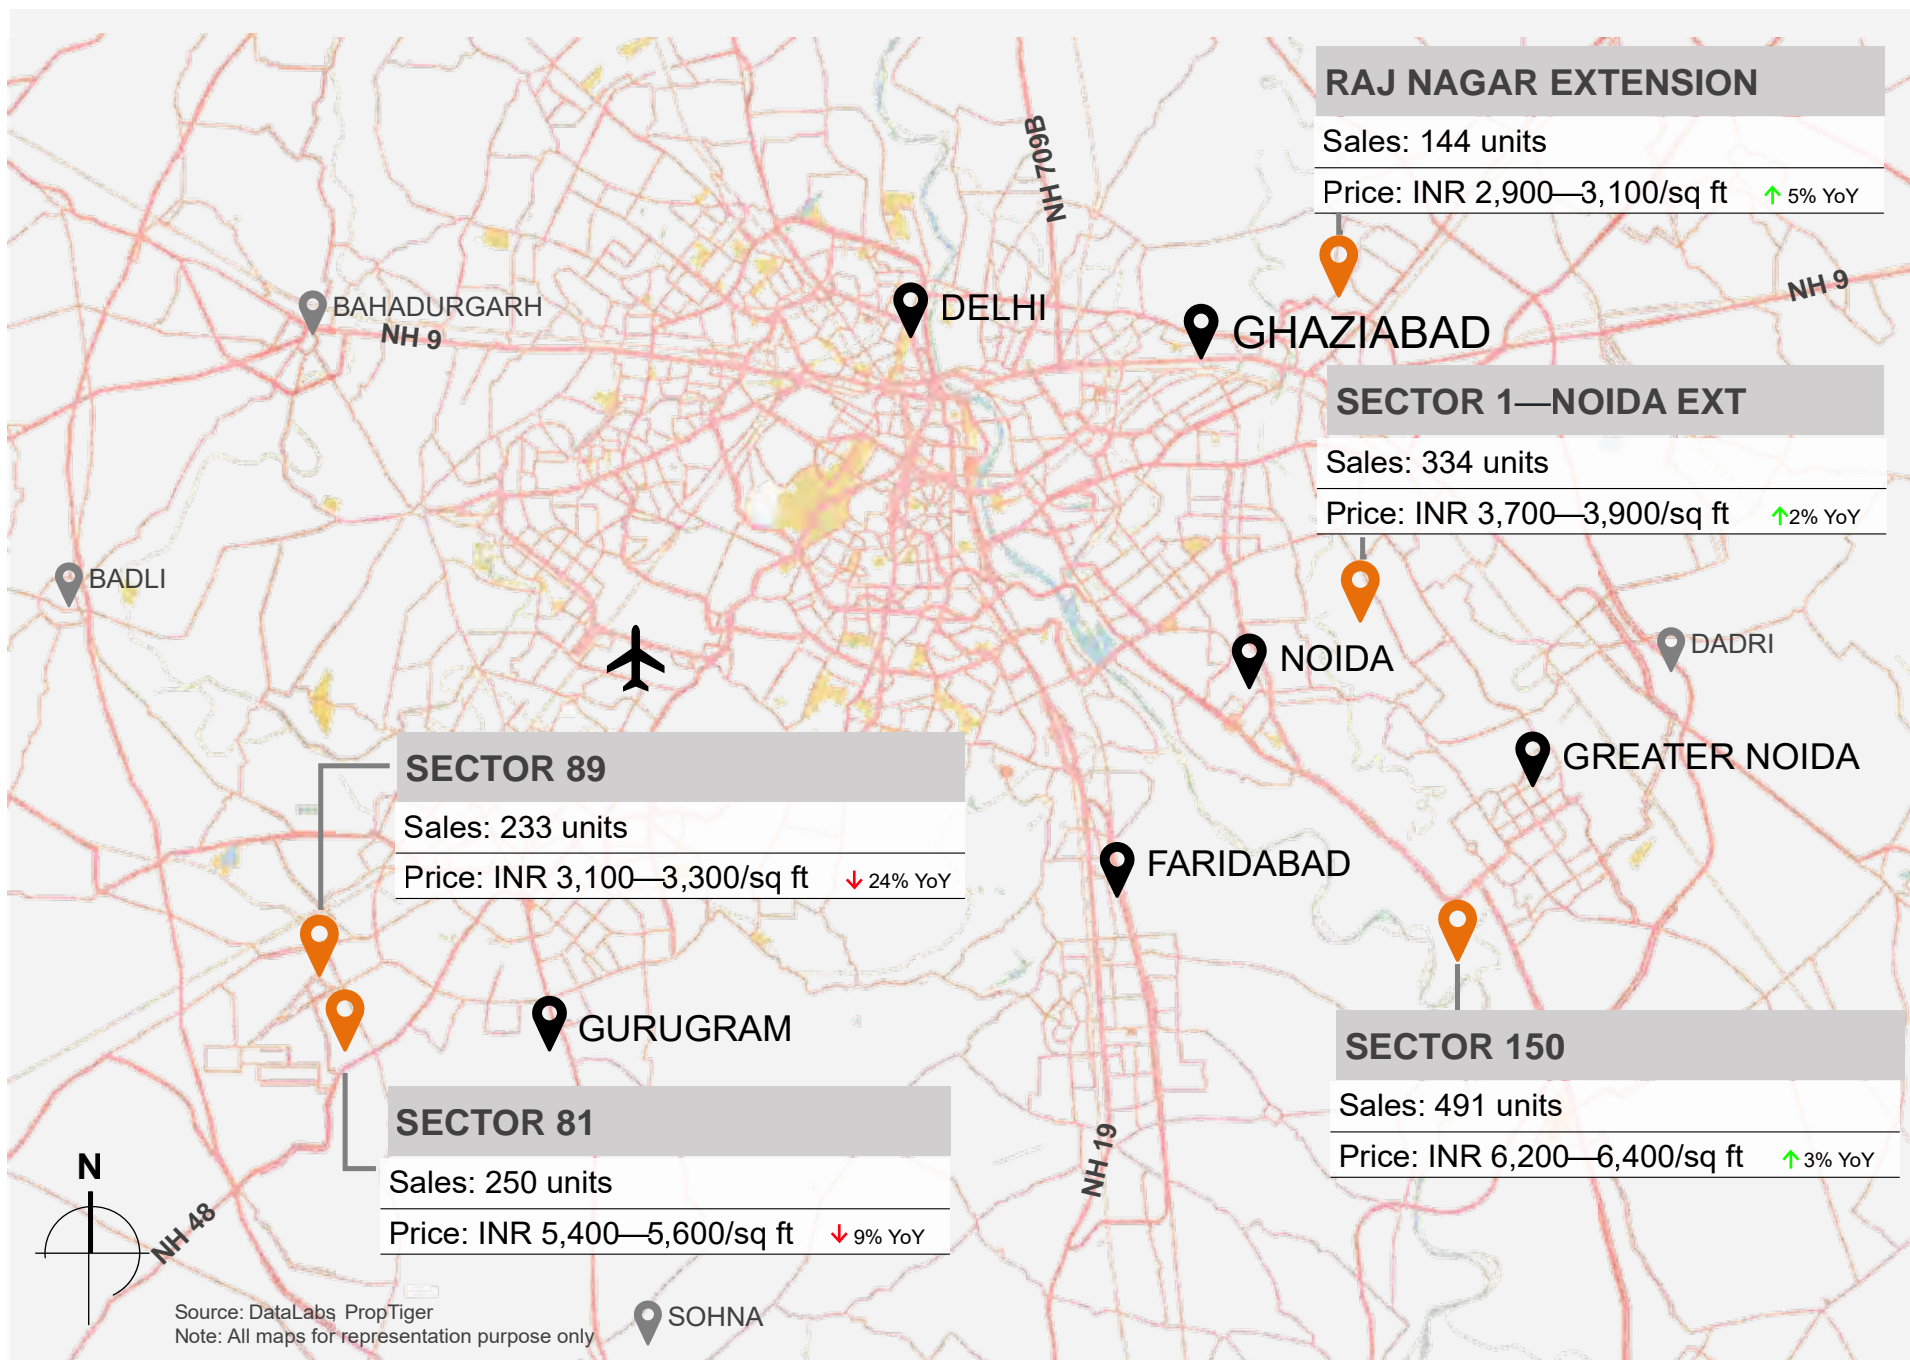 RAJ NAGAR EXTENSION
Sales: 144 units
Price: INR 2,900—3,100/sq ft ↑ 5% YoY
NH 709B
NH 9
BAHADURGARH
NH 9
DELHI
GHAZIABAD
SECTOR 1—NOIDA EXT
Sales: 334 units
Price: INR 3,700—3,900/sq ft ↑2% YoY
BADLI
NOIDA
DADRI
GREATER NOIDA
SECTOR 89
Sales: 233 units
Price: INR 3,100—3,300/sq ft ↓ 24% YoY
FARIDABAD
GURUGRAM
SECTOR 150
Sales: 491 units
Price: INR 6,200—6,400/sq ft ↑ 3% YoY
SECTOR 81
Sales: 250 units
Price: INR 5,400—5,600/sq ft ↓ 9% YoY
NH 19
N
NH 48
Source: DataLabs PropTiger
Note: All maps for representation purpose only
SOHNA